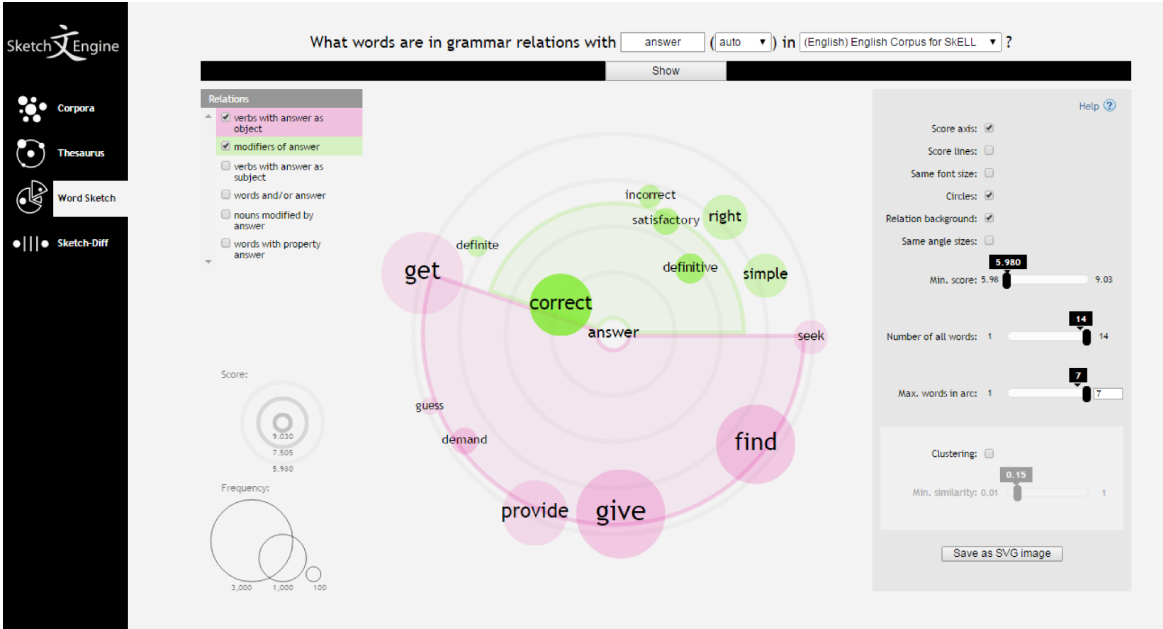 Sketch 文 Engine
Corpora
Thesaurus
Word Sketch
Sketch-Diff
What words are in grammar relations with answer ( auto ▼ ) in (English) English Corpus for SkELL ▼ ?
Show
Relations
verbs with answer as
object
modifiers of answer
verbs with answer as
subject
words and/or answer
nouns modified by
answer
words with property
answer
Score:
9.030
7.505
5.980
Frequency:
3,000 1,000 100
incorrect
satisfactory right
definite
definitive simple
get
correct
answer
seek
guess
demand
find
provide give
Help ?
Score axis:
Score lines:
Same font size:
Circles:
Relation background:
Same angle sizes:
5.980
Min. score: 5.98 9.03
14
Number of all words: 1 14
7
Max. words in arc: 1 7
Clustering:
0.15
Min. similarity: 0.01 1
Save as SVG image